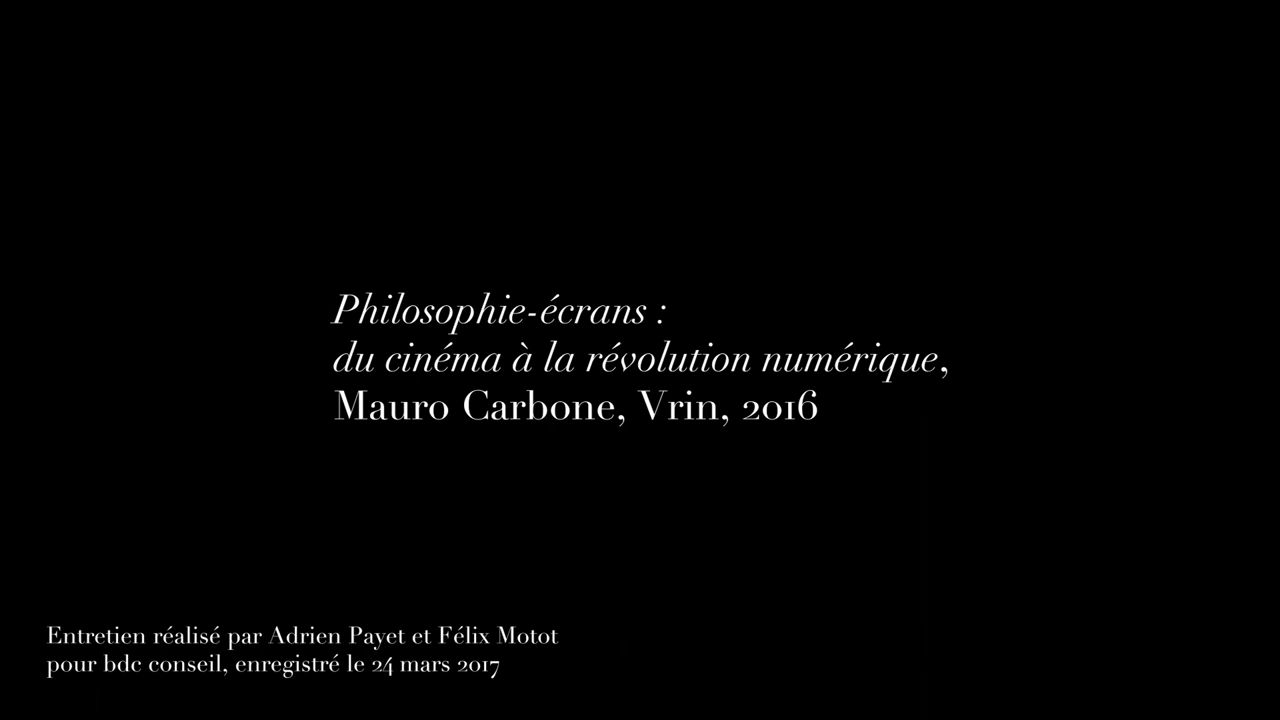 Philosophie-écrans :
du cinéma à la révolution numérique,
Mauro Carbone, Vrin, 2016
Entretien réalisé par Adrien Payet et Félix Motot
pour bdc conseil, enregistré le 24 mars 2017